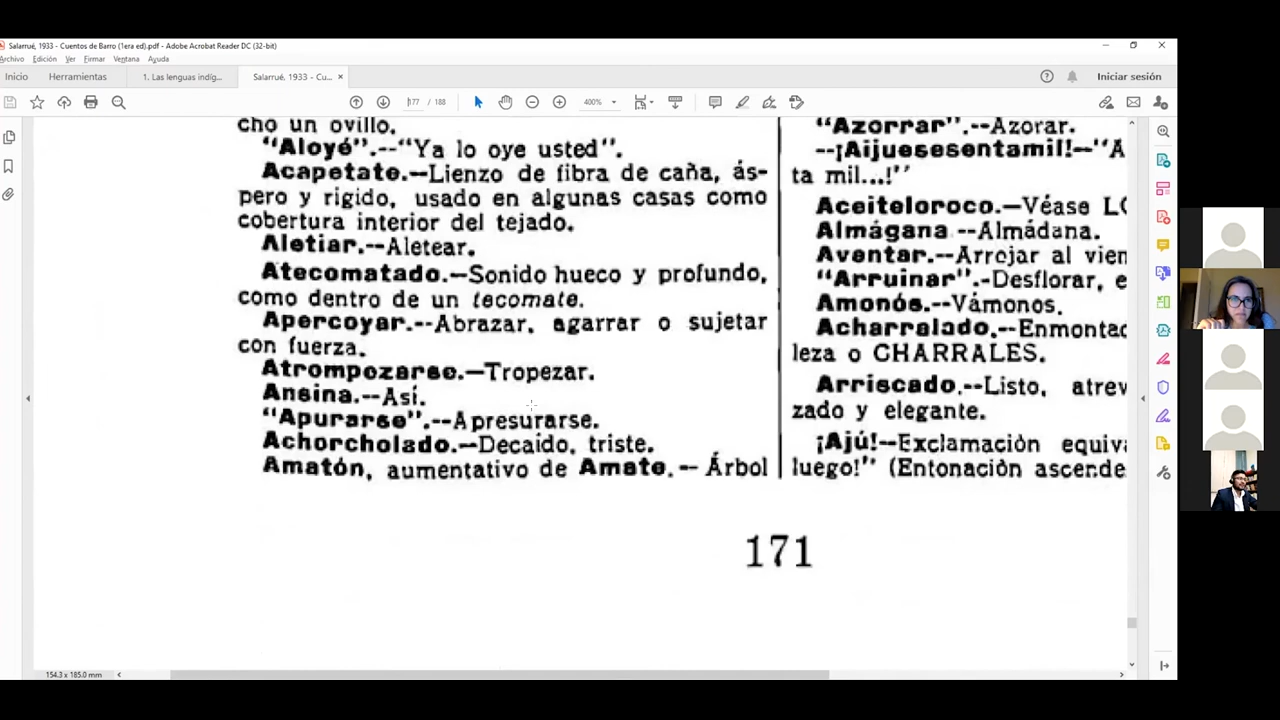 Salarrué, 1933 - Cuentos de Barro (1era ed).pdf - Adobe Acrobat Reader DC (32-bit)
Archivo Edición Ver Firmar Ventana Ayuda
Inicio Herramientas 1. Las lenguas indíg... Salarrué, 1933 - Cu... × Iniciar sesión
177 / 188 400%
cho un ovillo.
"Aloyé".--"Ya lo oye usted".
Acapetate.—Lienzo de fibra de caña, ás-
pero y rígido, usado en algunas casas como
cobertura interior del tejado.
Aletiar.--Aletear.
Atecomatado.—Sonido hueco y profundo,
como dentro de un tecomate.
Apercoyar.--Abrazar, agarrar o sujetar
con fuerza.
Atrompezarse.—Tropezar.
Ansina.--Así.
"Apurarse".--Apresurarse.
Achorcholado.—Decaído, triste.
Amatón, aumentativo de Amate.-- Árbol
"Azorrar".--Azorar.
--¡Aijuesesentamil!--"A
ta mil...!"
Aceiteloroco.—Véase LO
Almágana --Almádana.
Aventar.--Arrojar al vien
"Arruinar".-Desflorar, e
Amonós.--Vámonos.
Acharralado.--Enmontad
leza o CHARRALES.
Arriscado.--Listo, atrev
zado y elegante.
¡Ajú!--Exclamación equiva
luego!" (Entonación ascende
171
154.3 x 185.0 mm